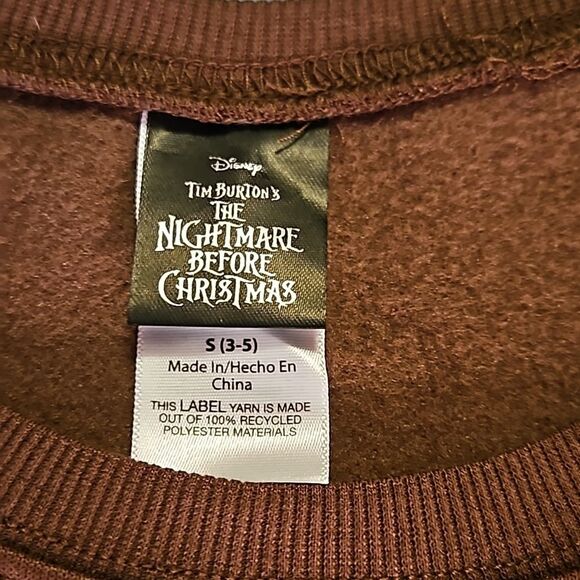 Disney
TIM BURTON'S
THE
NIGHTMARE
BEFORE
CHRISTMAS
S (3-5)
Made In/Hecho En
China
THIS LABEL YARN IS MADE
OUT OF 100% RECYCLED
POLYESTER MATERIALS